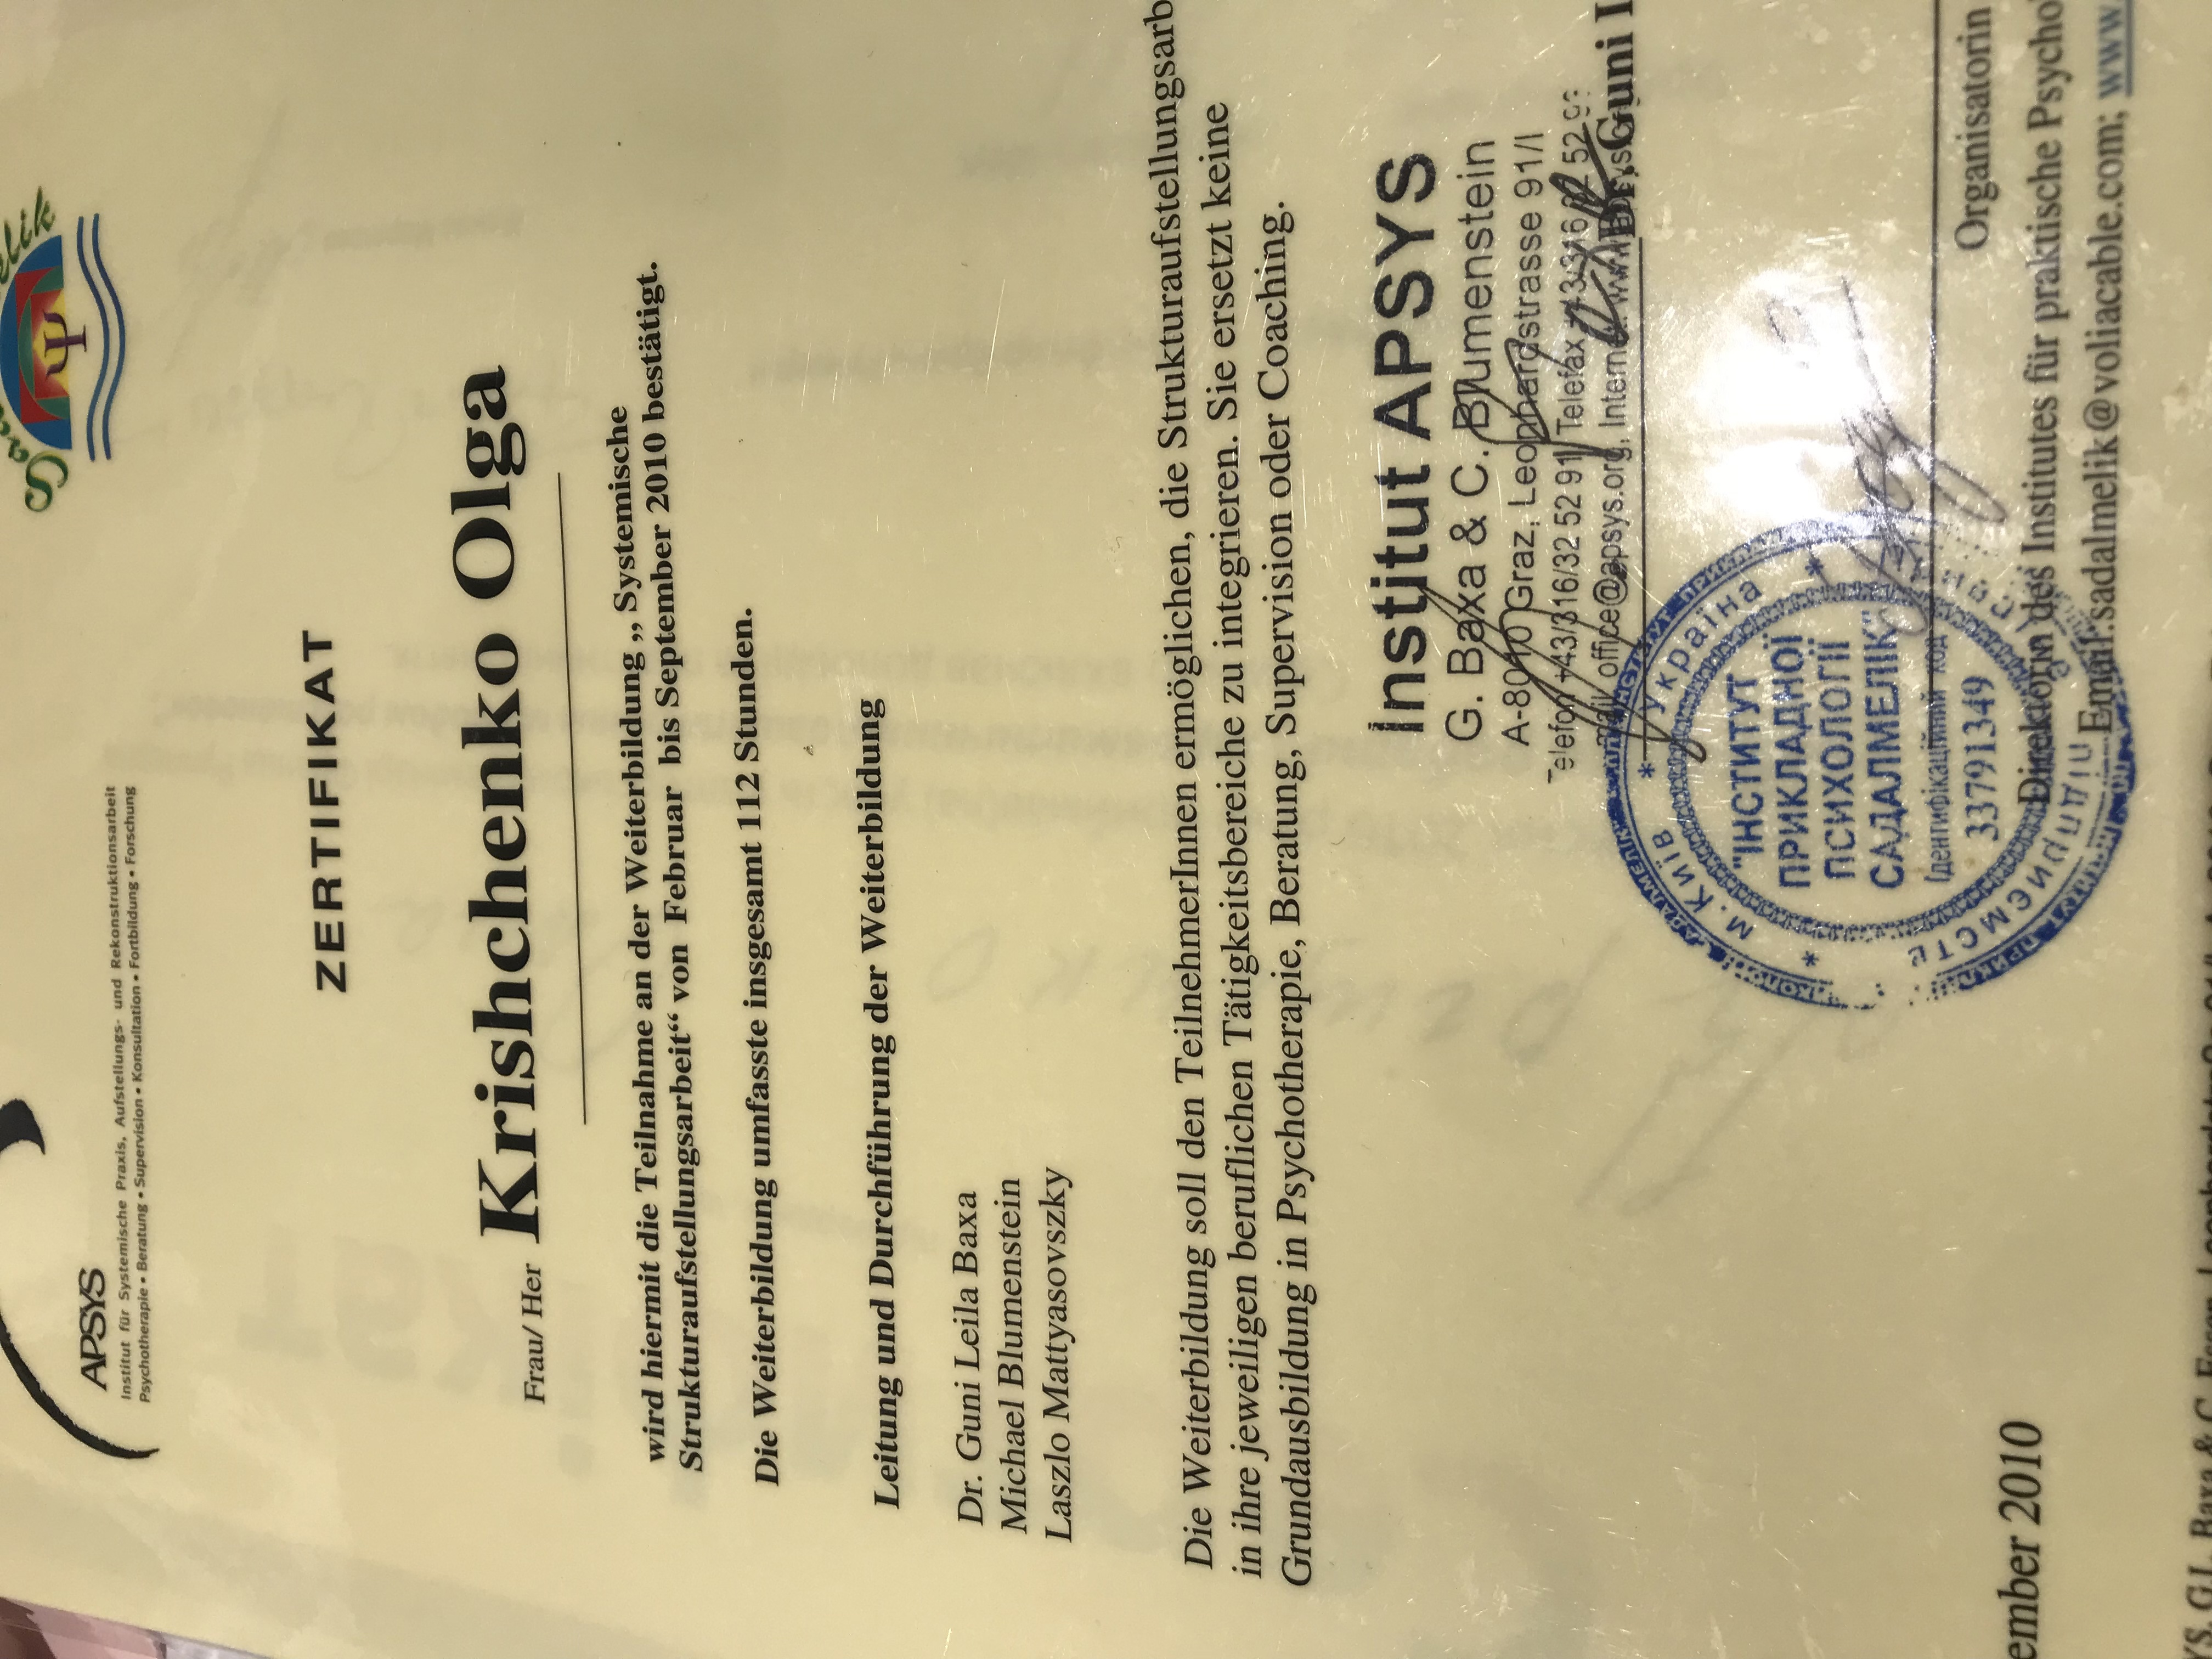 APSYS
Institut für Systemische Praxis, Aufstellungs- und Rekonstruktionsarbeit
Psychotherapie • Beratung • Supervision • Konsultation • Fortbildung • Forschung
ZERTIFIKAT
Frau/ Her Krishchenko Olga
wird hiermit die Teilnahme an der Weiterbildung „ Systemische
Strukturaufstellungsarbeit“ von Februar bis September 2010 bestätigt.
Die Weiterbildung umfasste insgesamt 112 Stunden.
Leitung und Durchführung der Weiterbildung
Dr. Guni Leila Baxa
Michael Blumenstein
Laszlo Mattyasovszky
Die Weiterbildung soll den TeilnehmerInnen ermöglichen, die Strukturaufstellungsarb
in ihre jeweiligen beruflichen Tätigkeitsbereiche zu integrieren. Sie ersetzt keine
Grundausbildung in Psychotherapie, Beratung, Supervision oder Coaching.
Institut APSYS
G. Baxa & C. Blumenstein
A-8010 Graz, Leonhardstrasse 91/I
Telefon +43/316/32 52 91 Telefax
office@apsys.org, Internet
Guni
м. Київ * Україна *
"ІНСТИТУТ
ПРИКЛАДНОЇ
ПСИХОЛОГІЇ
САДАЛМЕЛІК"
Ідентифікаційний код
33791349
Organisatorin
Direktorin des Institutes für praktische Psycho
Email:sadalmelik@voliacable.com; www.
ember 2010